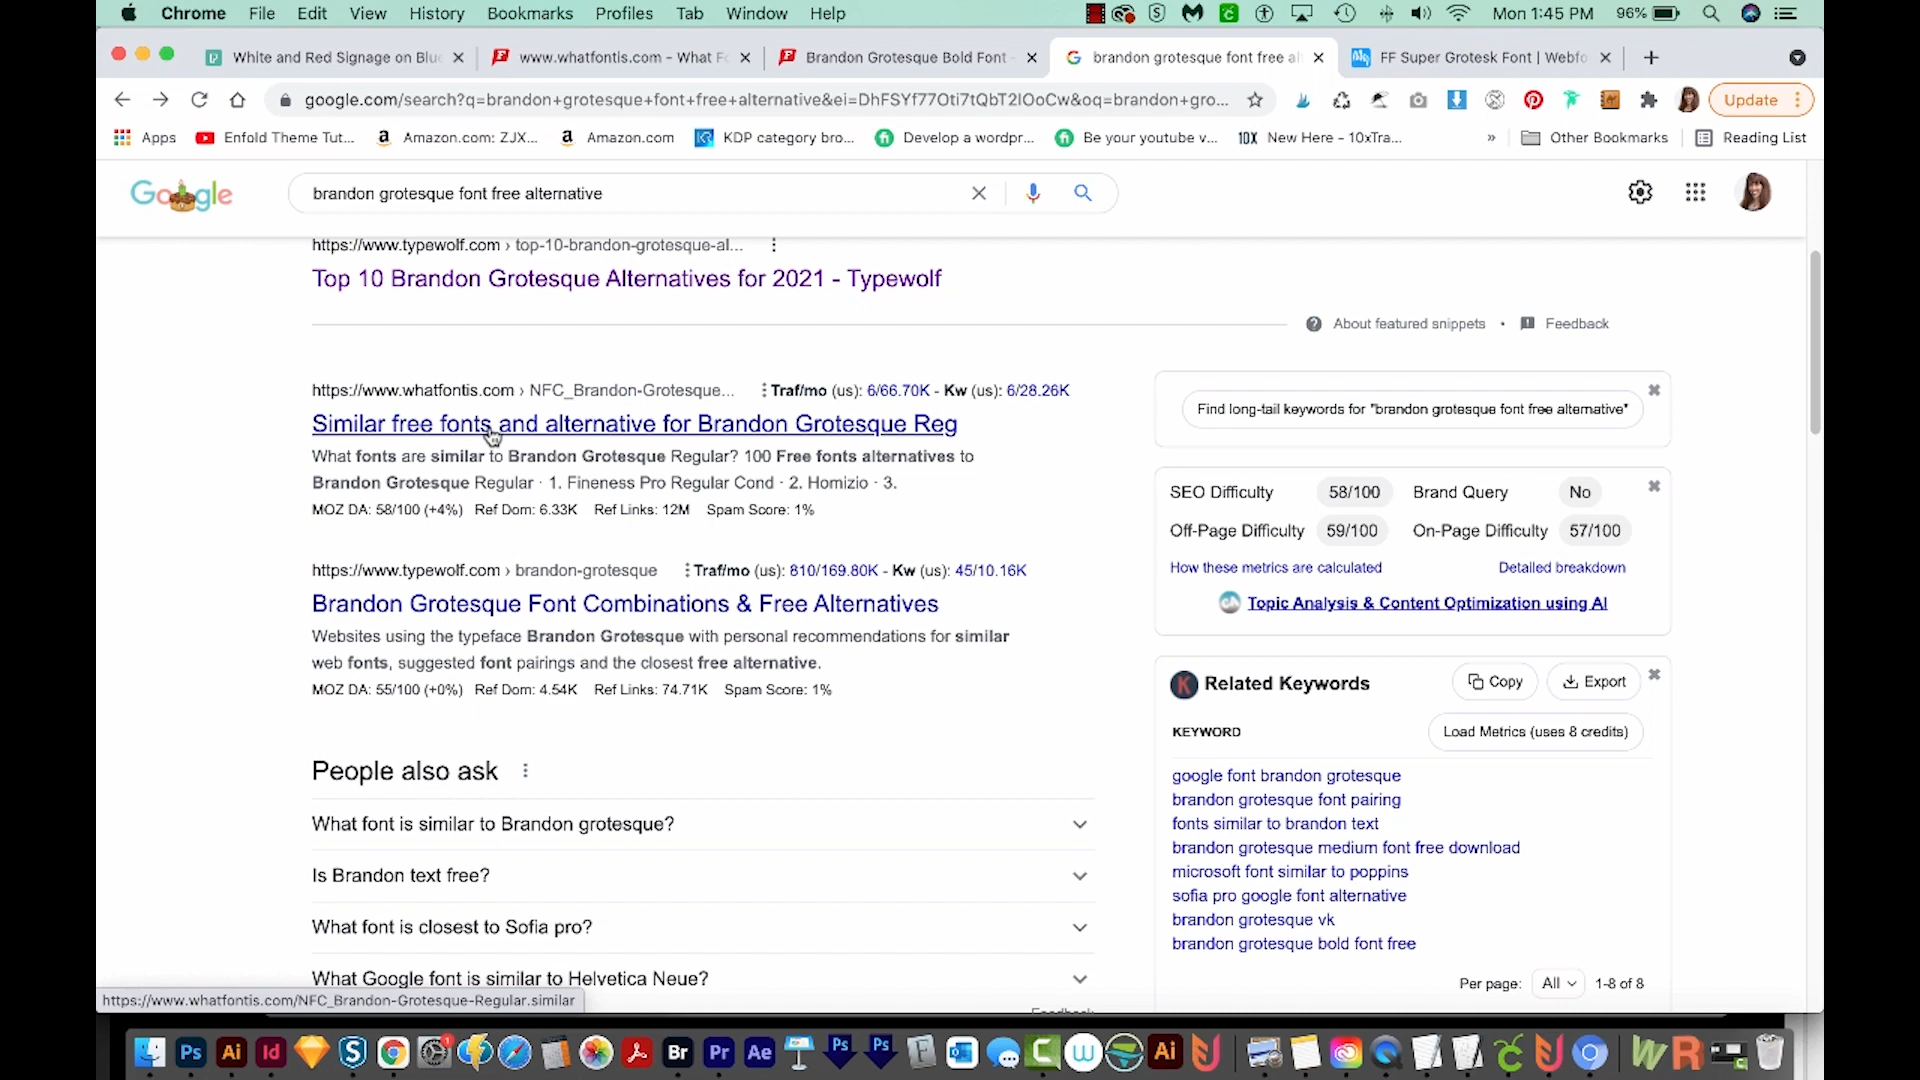 Chrome File Edit View History Bookmarks Profiles Tab Window Help Mon 1:45 PM 96%
White and Red Signage on Blue www.whatfontis.com - What Fo Brandon Grotesque Bold Font - brandon grotesque font free al FF Super Grotesk Font | Webfo
google.com/search?q=brandon+grotesque+font+free+alternative&ei=DhFSYf77Oti7tQbT2IOoCw&oq=brandon+gro... Update
Apps Enfold Theme Tut... Amazon.com: ZJX... Amazon.com KDP category bro... Develop a wordpr... Be your youtube v... 10X New Here – 10xTra... » Other Bookmarks Reading List
Google brandon grotesque font free alternative
https://www.typewolf.com › top-10-brandon-grotesque-al...
Top 10 Brandon Grotesque Alternatives for 2021 - Typewolf
About featured snippets • Feedback
https://www.whatfontis.com › NFC_Brandon-Grotesque... Traf/mo (us): 6/66.70K - Kw (us): 6/28.26K
Similar free fonts and alternative for Brandon Grotesque Reg
What fonts are similar to Brandon Grotesque Regular? 100 Free fonts alternatives to
Brandon Grotesque Regular · 1. Fineness Pro Regular Cond · 2. Homizio · 3.
MOZ DA: 58/100 (+4%) Ref Dom: 6.33K Ref Links: 12M Spam Score: 1%
https://www.typewolf.com › brandon-grotesque Traf/mo (us): 810/169.80K - Kw (us): 45/10.16K
Brandon Grotesque Font Combinations & Free Alternatives
Websites using the typeface Brandon Grotesque with personal recommendations for similar
web fonts, suggested font pairings and the closest free alternative.
MOZ DA: 55/100 (+0%) Ref Dom: 4.54K Ref Links: 74.71K Spam Score: 1%
People also ask
What font is similar to Brandon grotesque?
Is Brandon text free?
What font is closest to Sofia pro?
What Google font is similar to Helvetica Neue?
https://www.whatfontis.com/NFC_Brandon-Grotesque-Regular.similar
Find long-tail keywords for "brandon grotesque font free alternative"
SEO Difficulty 58/100 Brand Query No
Off-Page Difficulty 59/100 On-Page Difficulty 57/100
How these metrics are calculated Detailed breakdown
Topic Analysis & Content Optimization using AI
K Related Keywords Copy Export
KEYWORD Load Metrics (uses 8 credits)
google font brandon grotesque
brandon grotesque font pairing
fonts similar to brandon text
brandon grotesque medium font free download
microsoft font similar to poppins
sofia pro google font alternative
brandon grotesque vk
brandon grotesque bold font free
Per page: All 1-8 of 8
Ps Ai Id S Br Pr Ae Ps Ps Ai